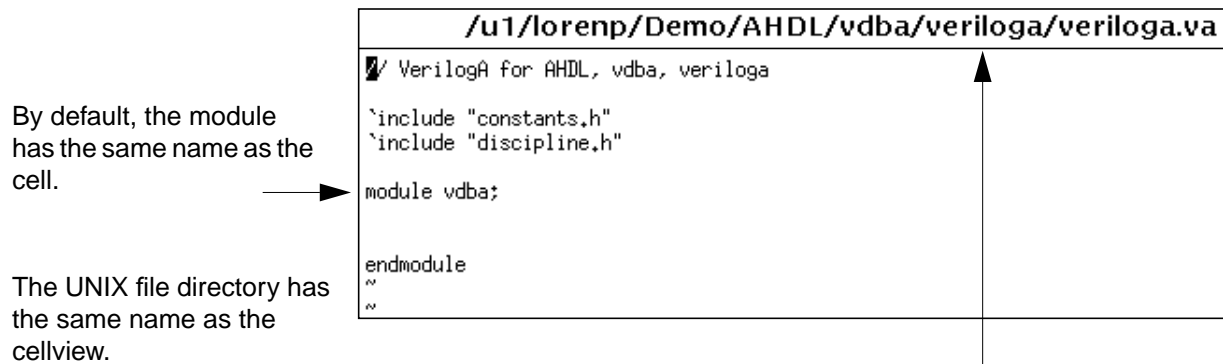 /u1/lorenp/Demo/AHDL/vdba/veriloga/veriloga.va
// VerilogA for AHDL, vdba, veriloga
`include "constants.h"
`include "discipline.h"
By default, the module
has the same name as the
cell.
module vdba;
endmodule
~
~
The UNIX file directory has
the same name as the
cellview.